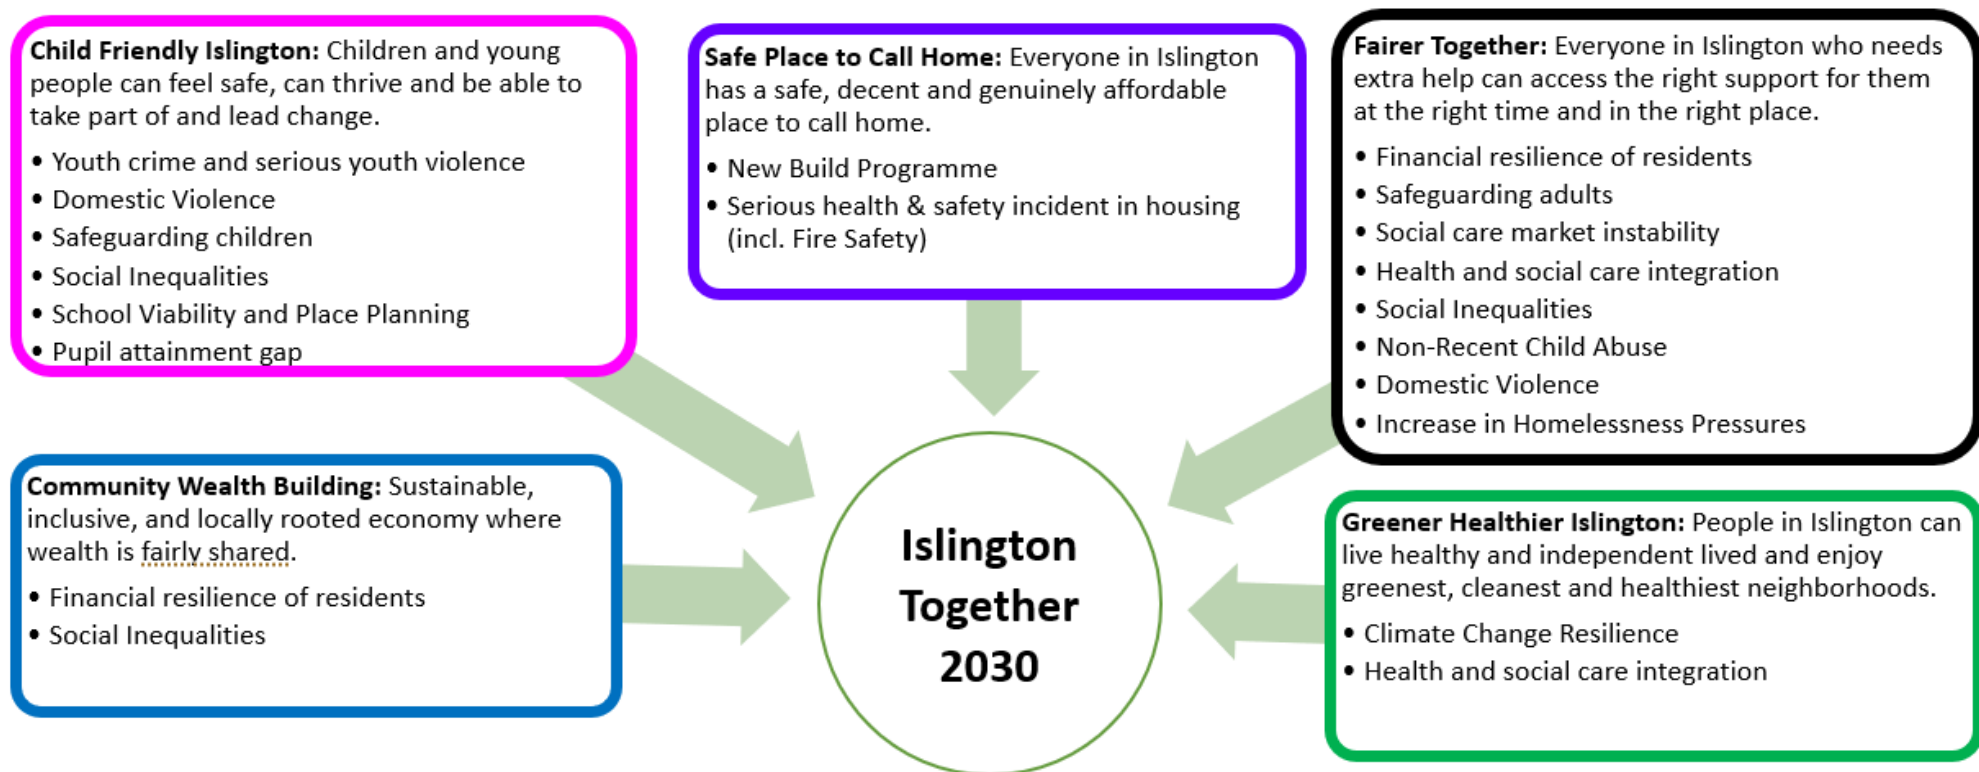 Child Friendly Islington: Children and young
people can feel safe, can thrive and be able to
take part of and lead change.
• Youth crime and serious youth violence
• Domestic Violence
• Safeguarding children
• Social Inequalities
• School Viability and Place Planning
• Pupil attainment gap
Safe Place to Call Home: Everyone in Islington
has a safe, decent and genuinely affordable
place to call home.
• New Build Programme
• Serious health & safety incident in housing
(incl. Fire Safety)
Fairer Together: Everyone in Islington who needs
extra help can access the right support for them
at the right time and in the right place.
• Financial resilience of residents
• Safeguarding adults
• Social care market instability
• Health and social care integration
• Social Inequalities
• Non-Recent Child Abuse
• Domestic Violence
• Increase in Homelessness Pressures
Community Wealth Building: Sustainable,
inclusive, and locally rooted economy where
wealth is fairly shared.
• Financial resilience of residents
• Social Inequalities
Islington
Together
2030
Greener Healthier Islington: People in Islington can
live healthy and independent lived and enjoy
greenest, cleanest and healthiest neighborhoods.
• Climate Change Resilience
• Health and social care integration